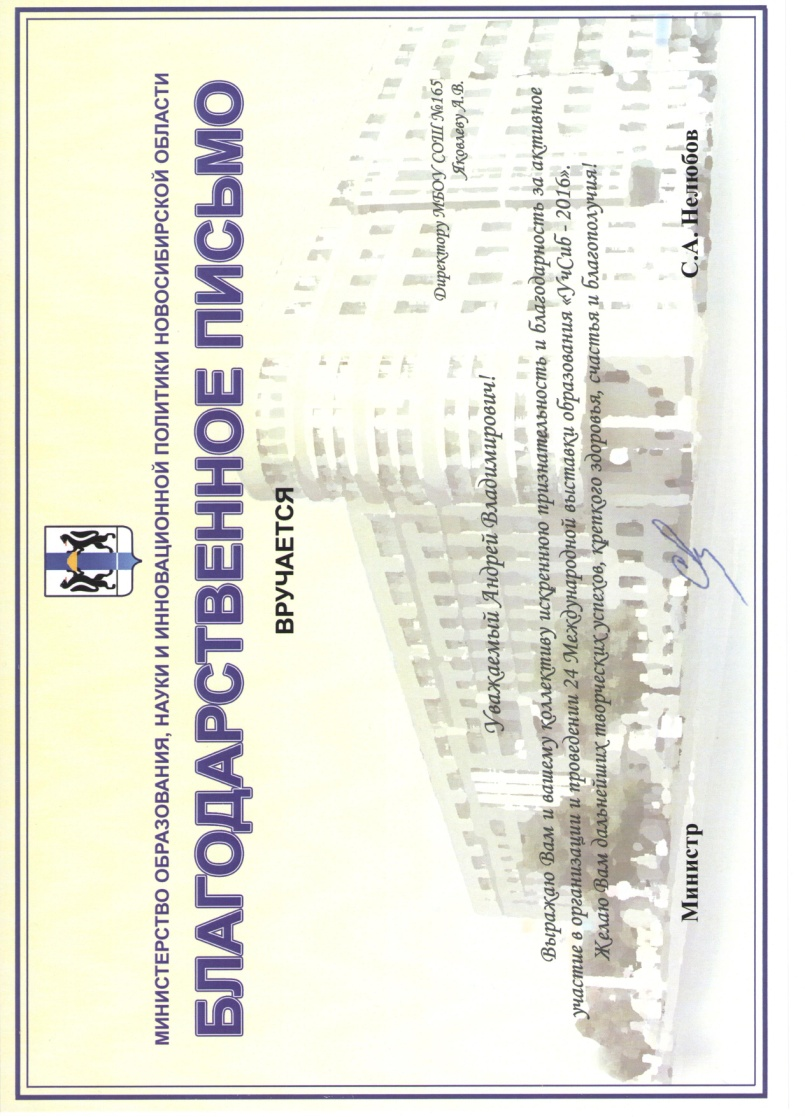 МИНИСТЕРСТВО ОБРАЗОВАНИЯ, НАУКИ И ИННОВАЦИОННОЙ ПОЛИТИКИ НОВОСИБИРСКОЙ ОБЛАСТИ
БЛАГОДАРСТВЕННОЕ ПИСЬМО
ВРУЧАЕТСЯ
Директору МБОУ СОШ №165
Яковлеву А.В.
Уважаемый Андрей Владимирович!
Выражаю Вам и вашему коллективу искреннюю признательность и благодарность за активное
участие в организации и проведении 24 Международной выставки образования «УчСиб - 2016».
Желаю Вам дальнейших творческих успехов, крепкого здоровья, счастья и благополучия!
Министр С.А. Нелюбов